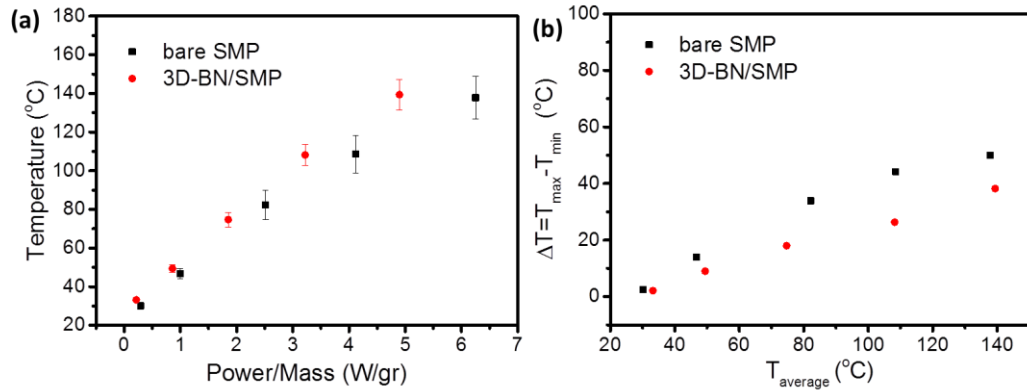 (a)
bare SMP
3D-BN/SMP
Temperature (°C)
180
160
140
120
100
80
60
40
20
0 1 2 3 4 5 6 7
Power/Mass (W/gr)
(b)
bare SMP
3D-BN/SMP
ΔT=Tmax-Tmin (°C)
100
80
60
40
20
0
20 40 60 80 100 120 140
Taverage (°C)